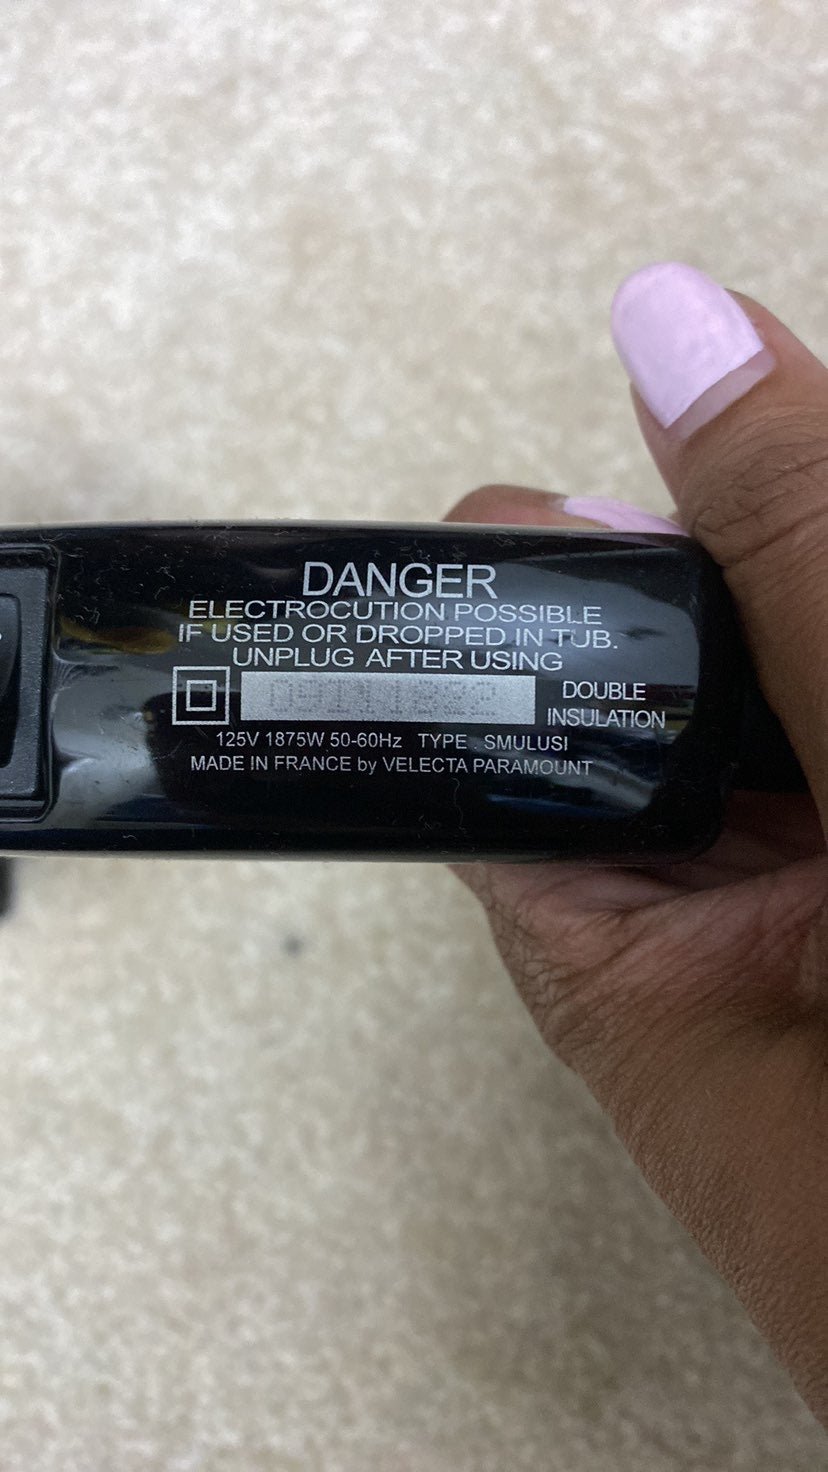 DANGER
ELECTROCUTION POSSIBLE
IF USED OR DROPPED IN TUB.
UNPLUG AFTER USING
DOUBLE
INSULATION
125V 1875W 50-60Hz TYPE . SMULUSI
MADE IN FRANCE by VELECTA PARAMOUNT